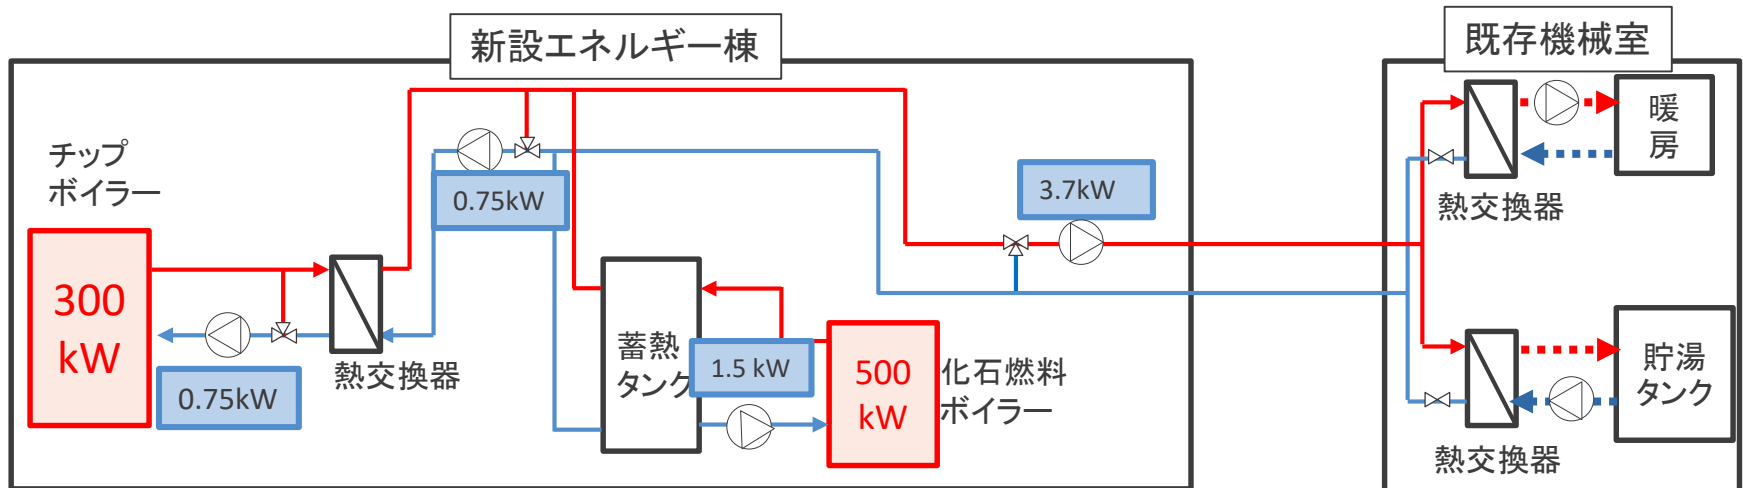 新設エネルギー棟
既存機械室
チップ
ボイラー
300
kW
0.75kW
熱交換器
0.75kW
蓄熱
タンク
1.5 kW
500
kW
化石燃料
ボイラー
3.7kW
熱交換器
暖
房
熱交換器
貯湯
タンク